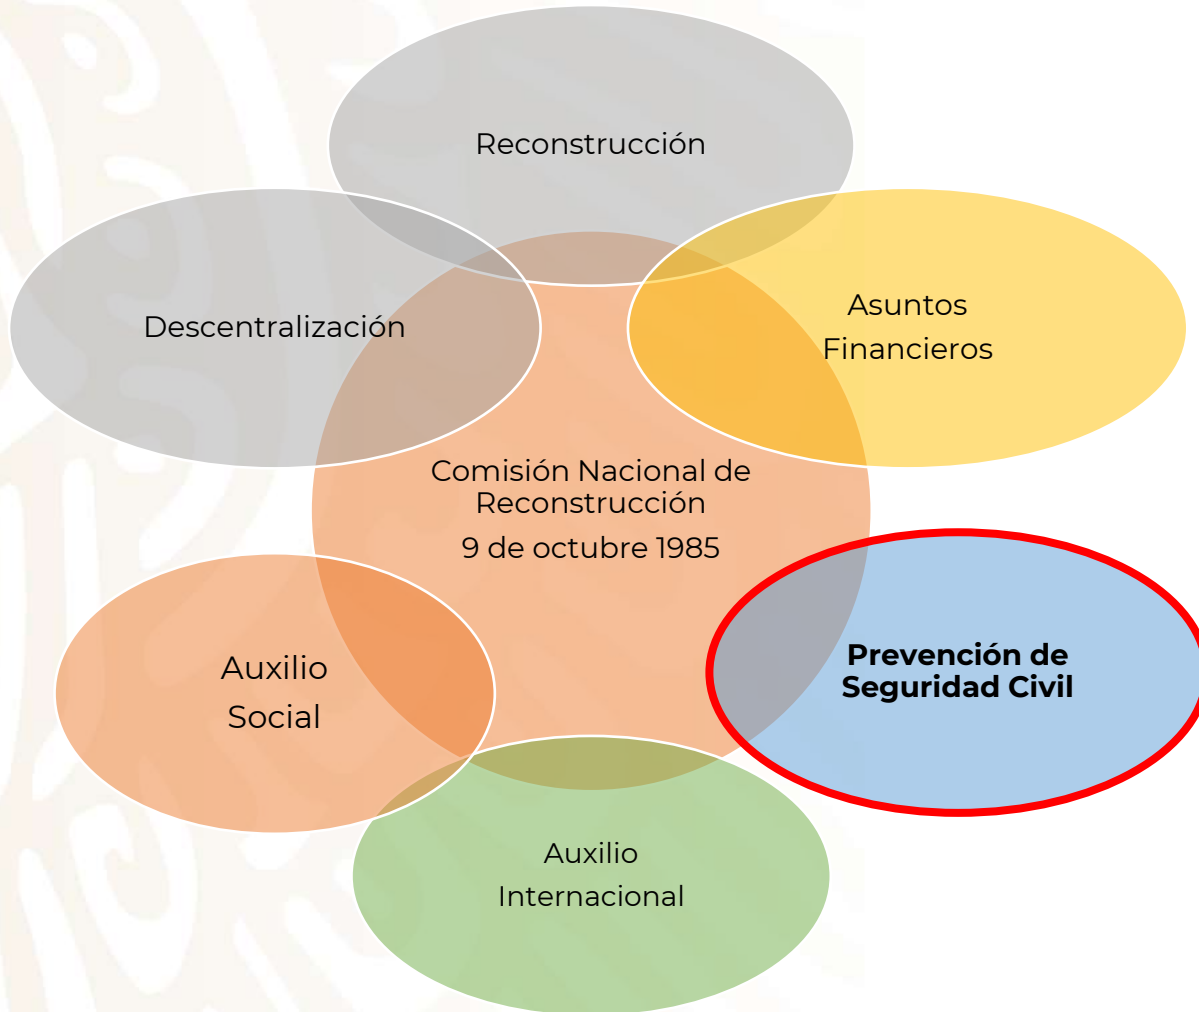 Reconstrucción
Descentralización
Asuntos
Financieros
Comisión Nacional de
Reconstrucción
9 de octubre 1985
Auxilio
Social
Prevención de
Seguridad Civil
Auxilio
Internacional